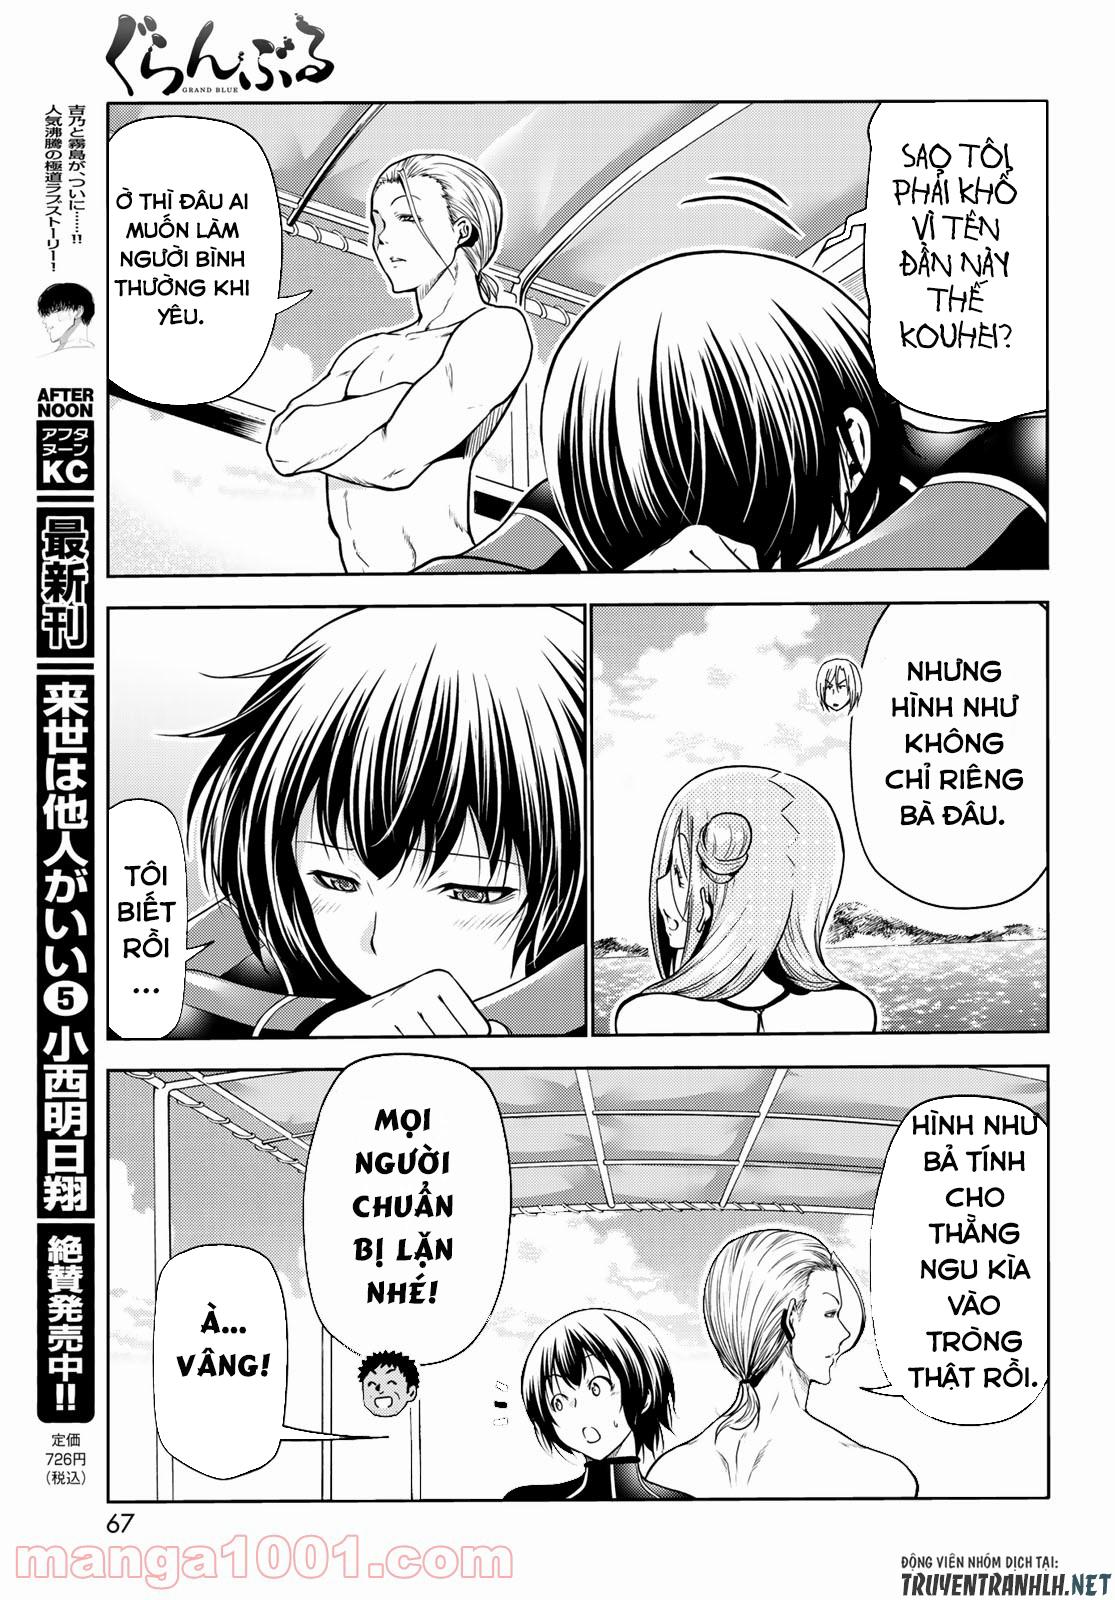 ぐらんぶる
GRAND BLUE
吉乃と霧島が、ついに……!!
人気沸騰の極道ラブストーリー!
AFTER
NOON
アフタ
ヌーン
KC
最新刊
来世は他人がいい⑤小西明日翔
絶賛発売中!!
定価
726円
(税込)
SAO TÔI
PHẢI KHỔ
VÌ TÊN
ĐẦN NÀY
THẾ
KOUHEI?
Ờ THÌ ĐÂU AI
MUỐN LÀM
NGƯỜI BÌNH
THƯỜNG KHI
YÊU.
NHƯNG
HÌNH NHƯ
KHÔNG
CHỈ RIÊNG
BÀ ĐÂU.
TÔI
BIẾT
RỒI
...
HÌNH NHƯ
BẢ TÍNH
CHO
THẰNG
NGU KÌA
VÀO
TRÒNG
THẬT RỒI.
MỌI
NGƯỜI
CHUẨN
BỊ LẶN
NHÉ!
À...
VÂNG!
67
manga1001.com
ĐỘNG VIÊN NHÓM DỊCH TẠI:
TRUYENTRANHLH.NET